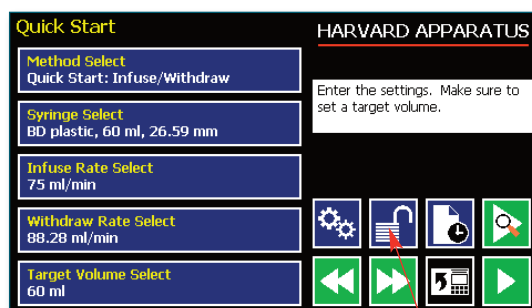 Quick Start
HARVARD APPARATUS
Method Select
Quick Start: Infuse/Withdraw
Enter the settings. Make sure to
set a target volume.
Syringe Select
BD plastic, 60 ml, 26.59 mm
Infuse Rate Select
75 ml/min
Withdraw Rate Select
88.28 ml/min
Target Volume Select
60 ml